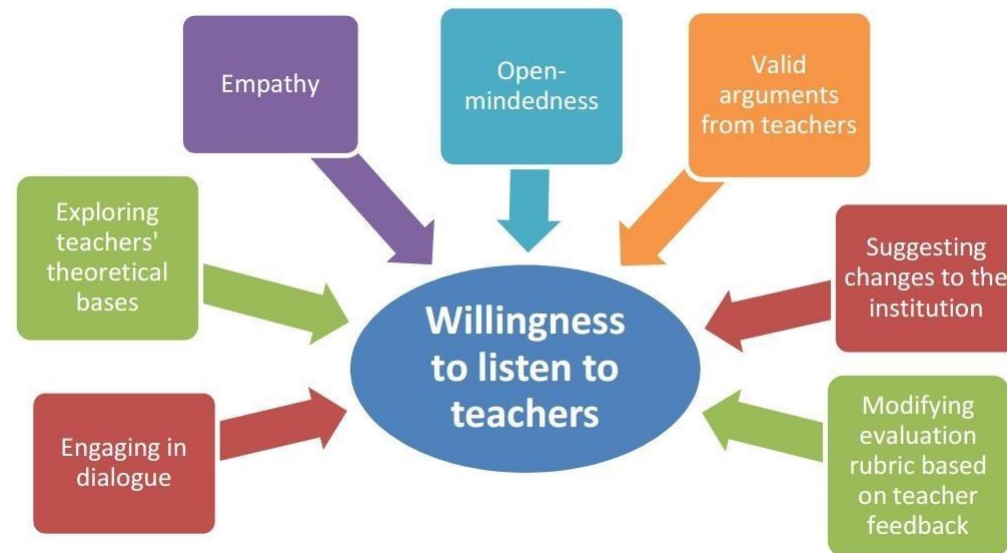 Empathy
Open-
mindedness
Valid
arguments
from teachers
Exploring
teachers'
theoretical
bases
Suggesting
changes to the
institution
Willingness
to listen to
teachers
Engaging in
dialogue
Modifying
evaluation
rubric based
on teacher
feedback